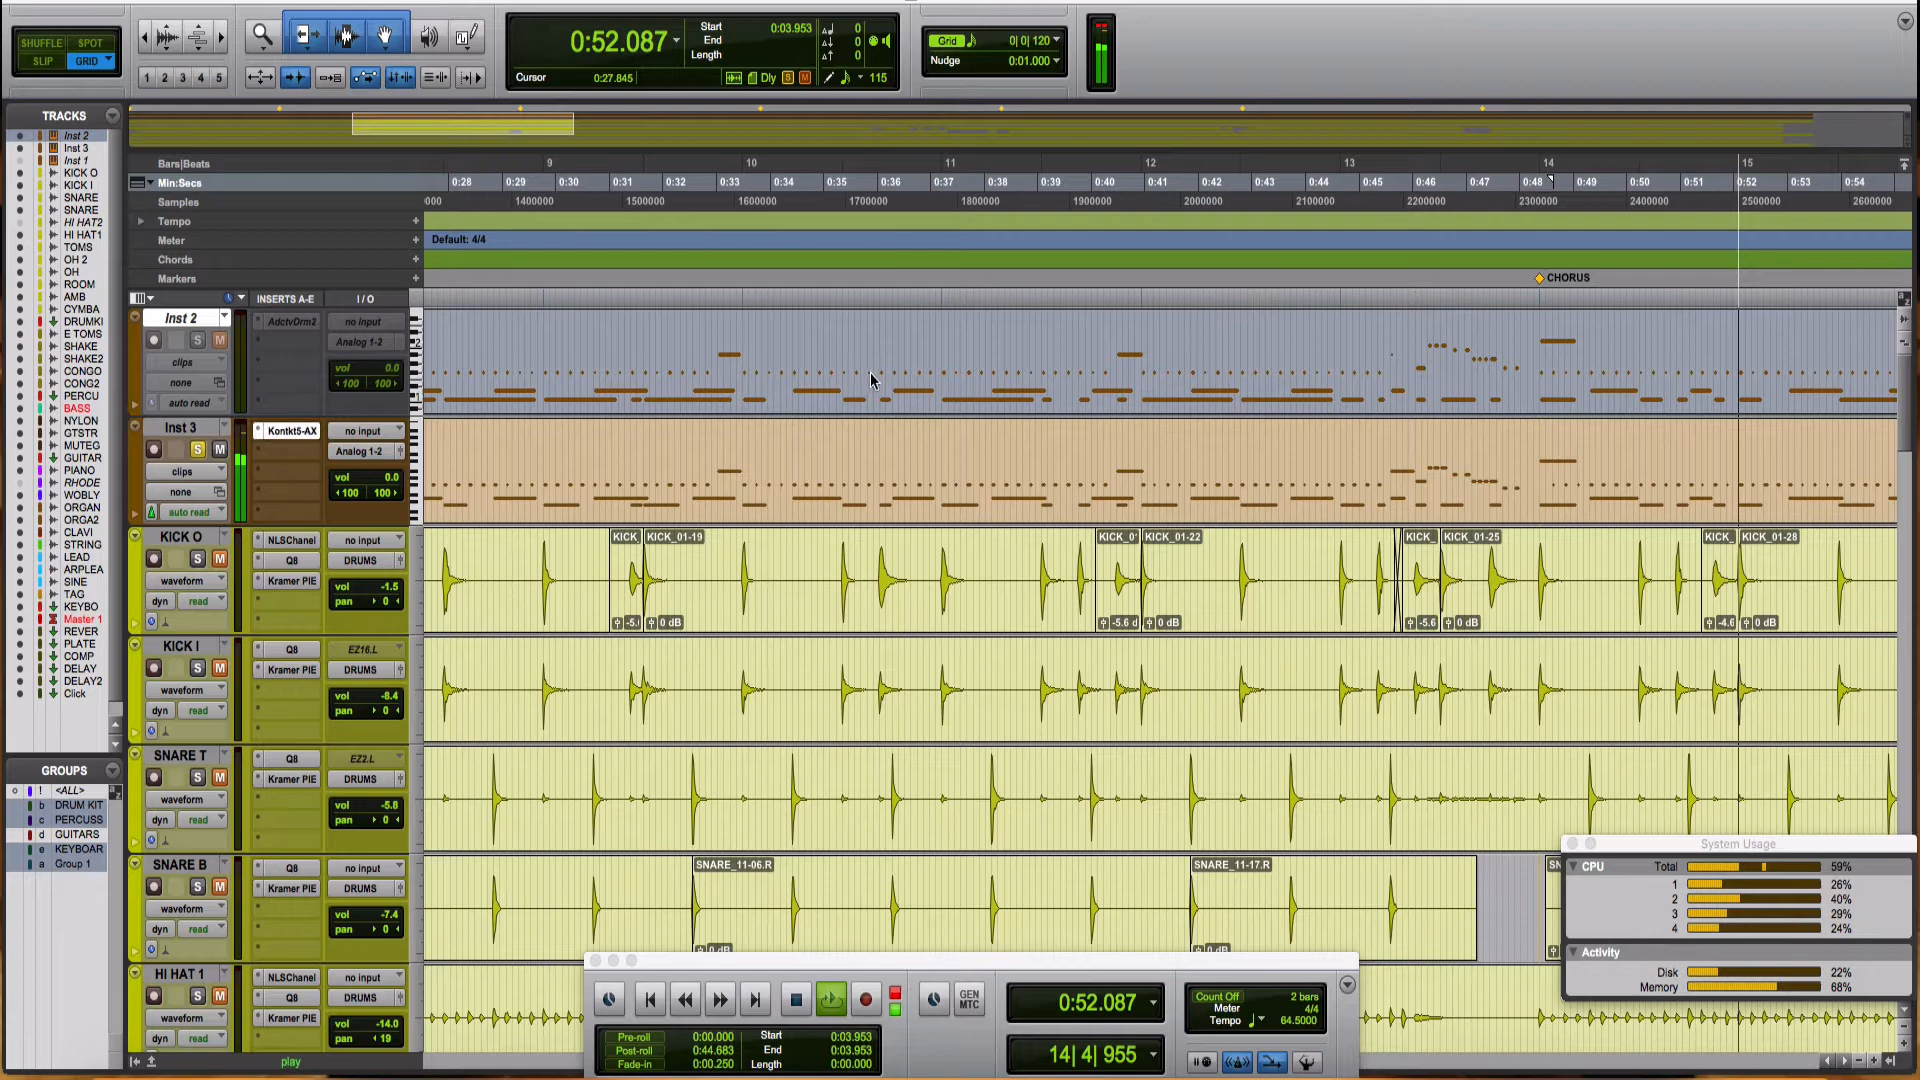 SHUFFLE SPOT
SLIP GRID
1 2 3 4 5
0:52.087
Start 0:03.953
End
Length
Cursor 0:27.845
Dly S M
0
0
0
115
Grid 0| 0| 120
Nudge 0:01.000
TRACKS
Inst 2
Inst 3
Inst 1
KICK O
KICK I
SNARE
SNARE
HI HAT2
HI HAT1
TOMS
OH 2
OH
ROOM
AMB
CYMBA
DRUMKI
E TOMS
SHAKE
SHAKE2
CONGO
CONG2
PERCU
BASS
NYLON
GTSTR
MUTEG
GUITAR
PIANO
RHODE
WOBLY
ORGAN
ORGA2
CLAVI
STRING
LEAD
ARPLEA
SINE
TAG
KEYBO
Master 1
REVER
PLATE
COMP
DELAY
DELAY2
Click
GROUPS
! <ALL>
b DRUM KIT
c PERCUSS
d GUITARS
e KEYBOAR
a Group 1
Bars|Beats 9 10 11 12 13 14 15
Min:Secs 0:28 0:29 0:30 0:31 0:32 0:33 0:34 0:35 0:36 0:37 0:38 0:39 0:40 0:41 0:42 0:43 0:44 0:45 0:46 0:47 0:48 0:49 0:50 0:51 0:52 0:53 0:54
Samples 000 1400000 1500000 1600000 1700000 1800000 1900000 2000000 2100000 2200000 2300000 2400000 2500000 2600000
Tempo
Meter Default: 4/4
Chords
Markers CHORUS
INSERTS A-E I / O
Inst 2 AdctvDrm2 no input
S M Analog 1-2
clips vol 0.0
none 100 100
auto read
Inst 3 Kontkt5-AX no input
S M Analog 1-2
clips vol 0.0
none 100 100
auto read
KICK O NLSChanel no input KICK KICK_01-19 KICK_0 KICK_01-22 KICK_ KICK_01-25 KICK_ KICK_01-28
S M Q8 DRUMS
waveform Kramer PIE vol -1.5
dyn read pan 0
-5. 0 dB -5.6 d 0 dB -5.6 0 dB -4.6 0 dB
KICK I Q8 EZ16.L
S M Kramer PIE DRUMS
waveform vol -8.4
dyn read pan 0
SNARE T Q8 EZ2.L
S M Kramer PIE DRUMS
waveform vol -5.8
dyn read pan 0
SNARE B Q8 no input SNARE_11-06.R SNARE_11-17.R SN
S M Kramer PIE DRUMS
waveform vol -7.4
dyn read pan 0
0 dB 0 dB
HI HAT 1 NLSChanel no input
S M Q8 DRUMS
waveform Kramer PIE vol -14.0
dyn read pan 19
play
System Usage
CPU Total 59%
1 26%
2 40%
3 29%
4 24%
Activity
Disk 22%
Memory 68%
GEN
MTC
0:52.087
Count Off 2 bars
Meter 4/4
Tempo 64.5000
Pre-roll 0:00.000 Start 0:03.953
Post-roll 0:44.683 End 0:03.953
Fade-in 0:00.250 Length 0:00.000
14| 4| 955